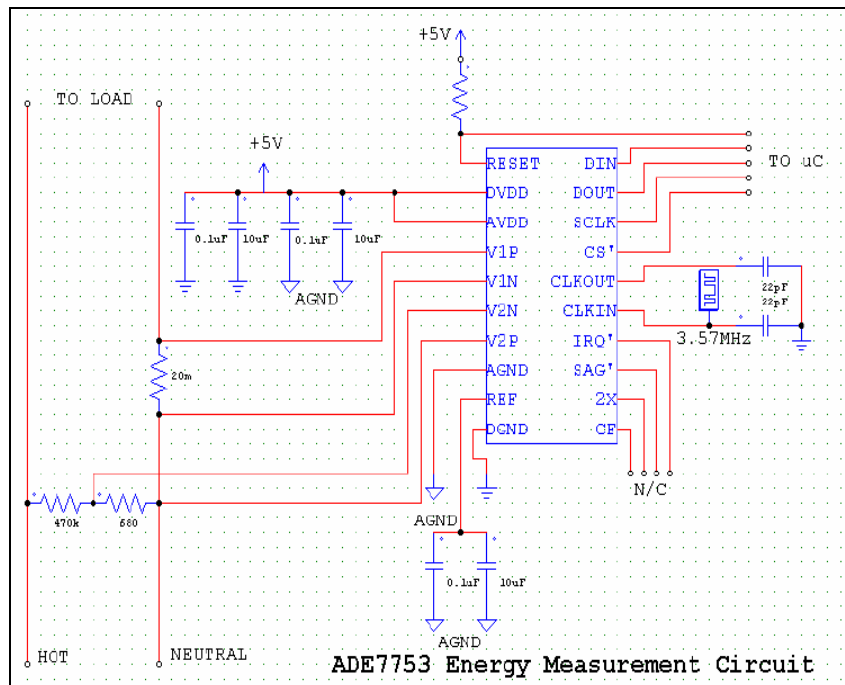 +5V
TO LOAD
+5V
RESET DIN
TO uC
DVDD DOUT
AVDD SCLK
0.1uF 10uF 0.1uF 10uF
V1P CS'
AGND
V1N CLKOUT
22pF
22pF
V2N CLKIN
3.57MHz
V2P IRQ'
20m
AGND SAG'
REF 2X
DGND CF
N/C
470k 680
AGND
0.1uF 10uF
AGND
HOT NEUTRAL
ADE7753 Energy Measurement Circuit